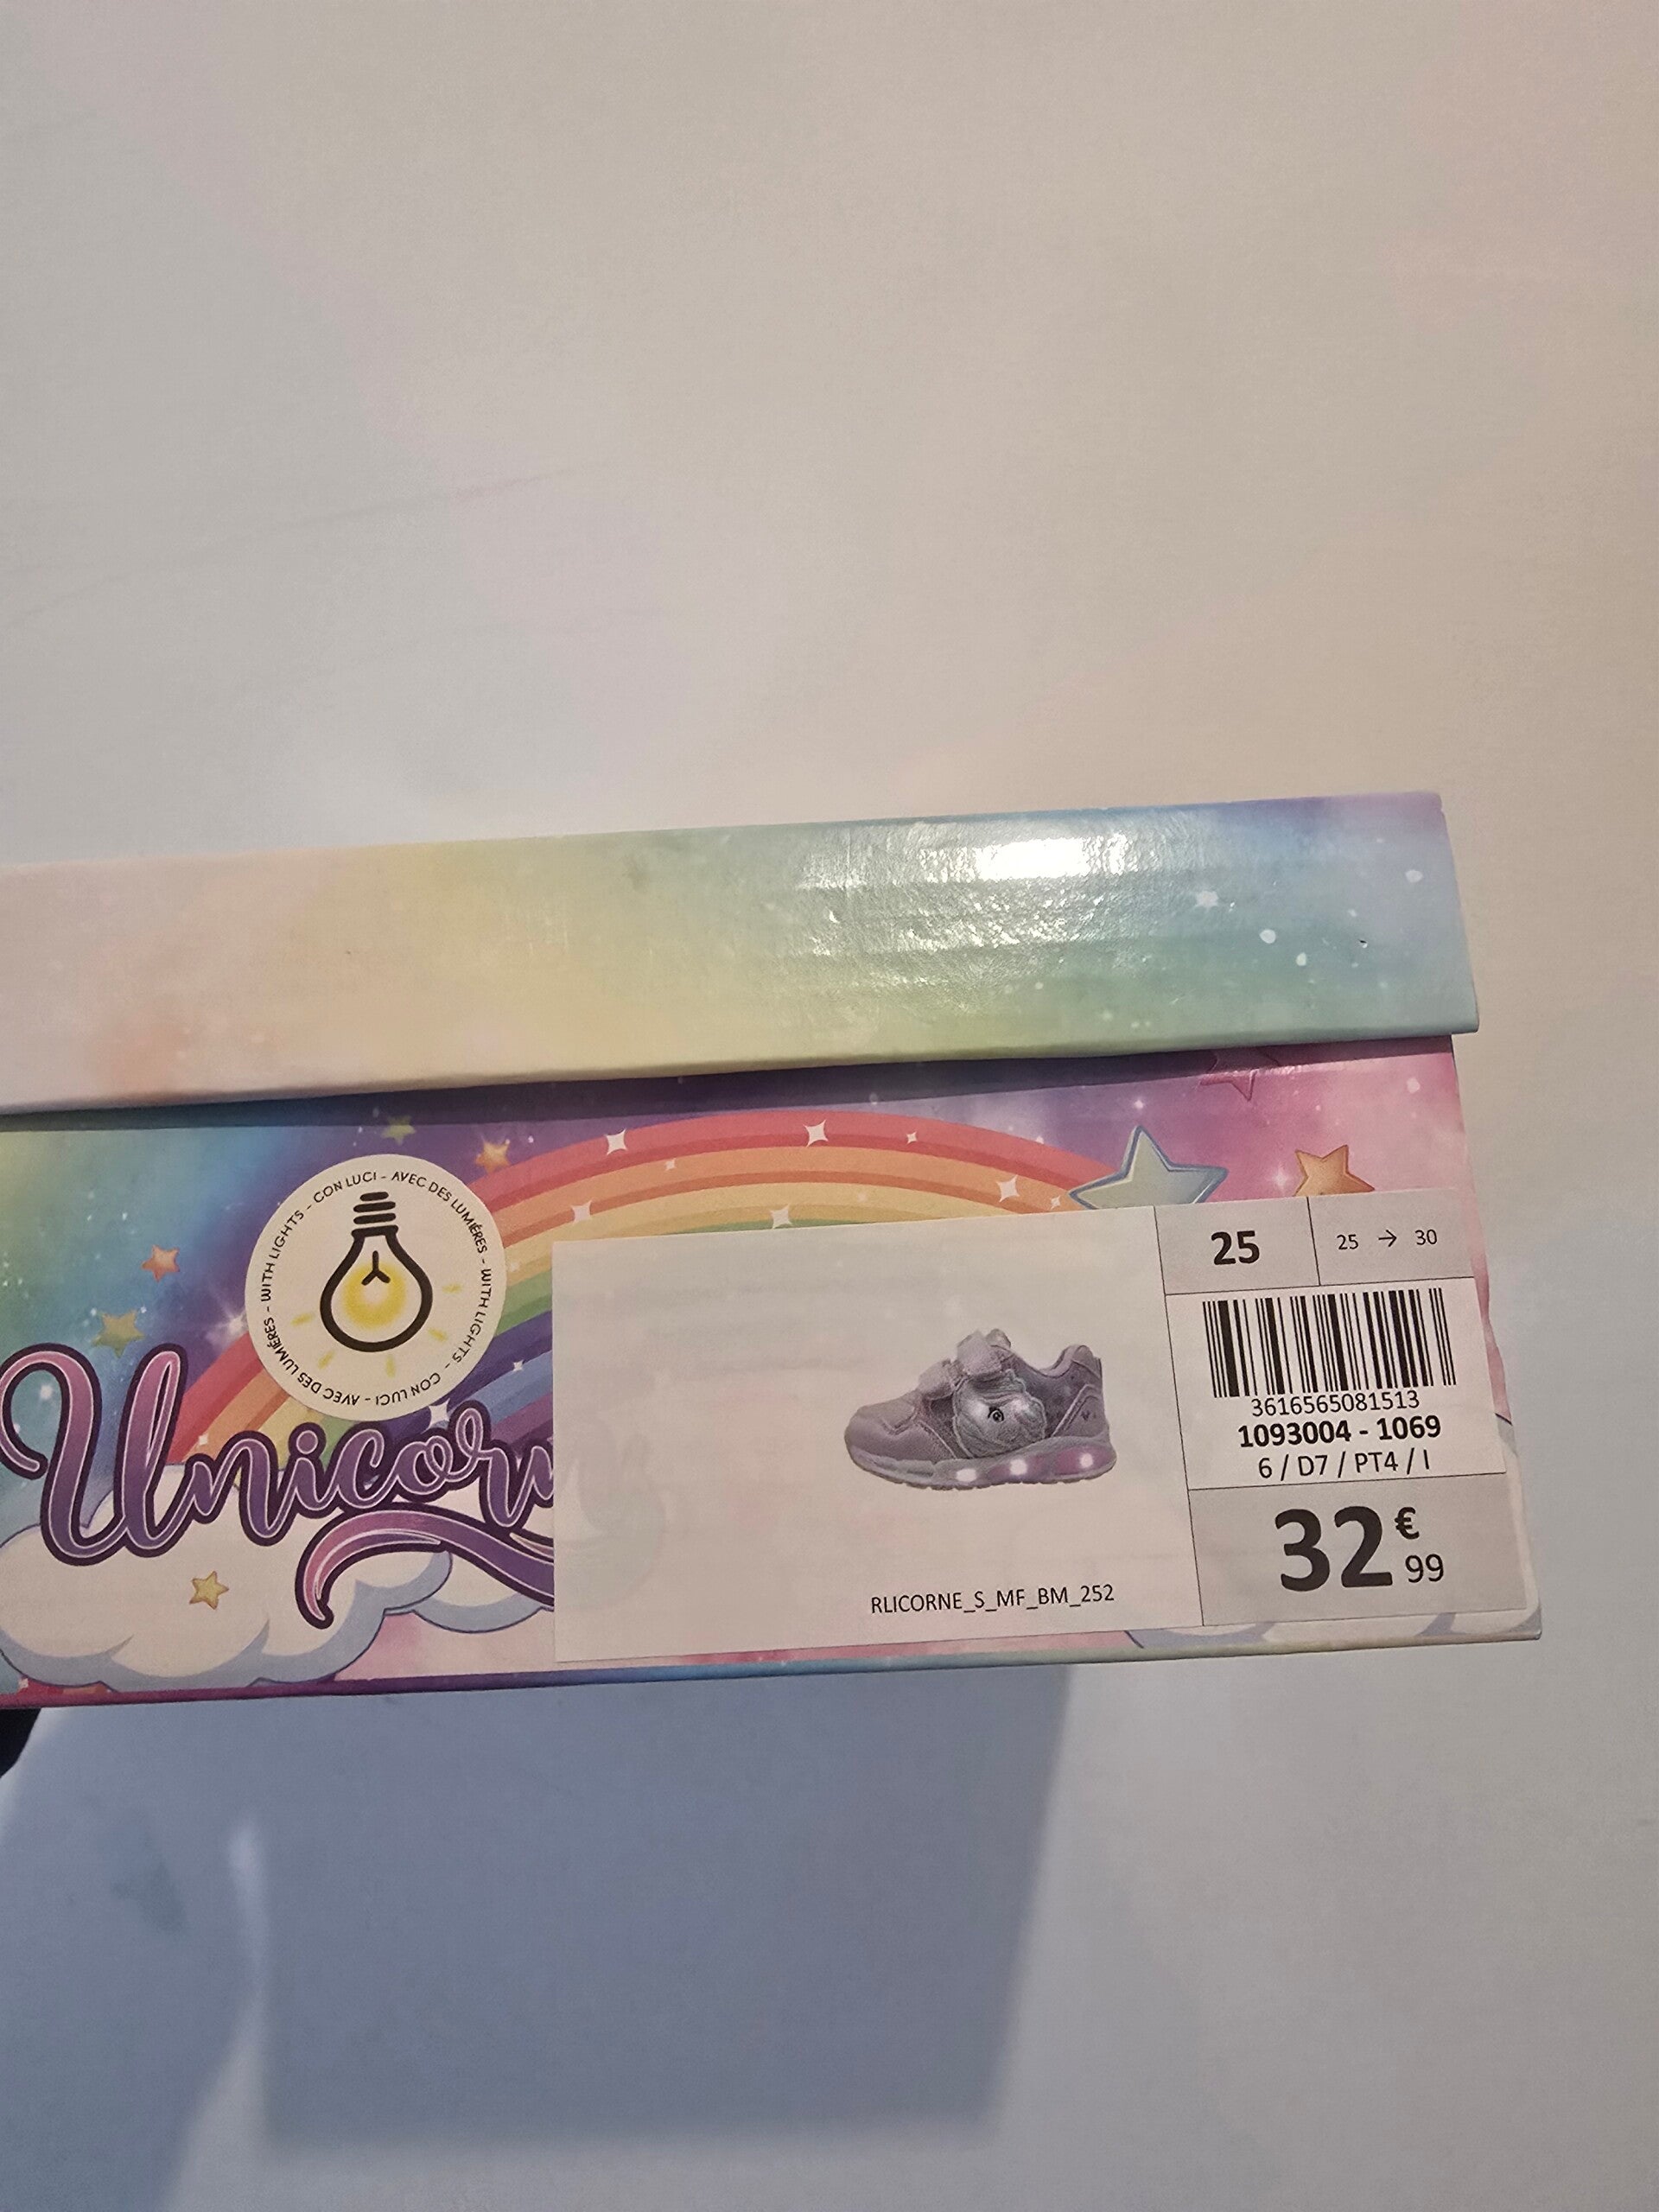 WITH LIGHTS - CON LUCI - AVEC DES LUMIÈRES - WITH LIGHTS - CON LUCI - AVEC DES LUMIÈRES -
Unicorn
25
25 → 30
3616565081513
1093004 - 1069
6 / D7 / PT4 / I
32€99
RLICORNE_S_MF_BM_252